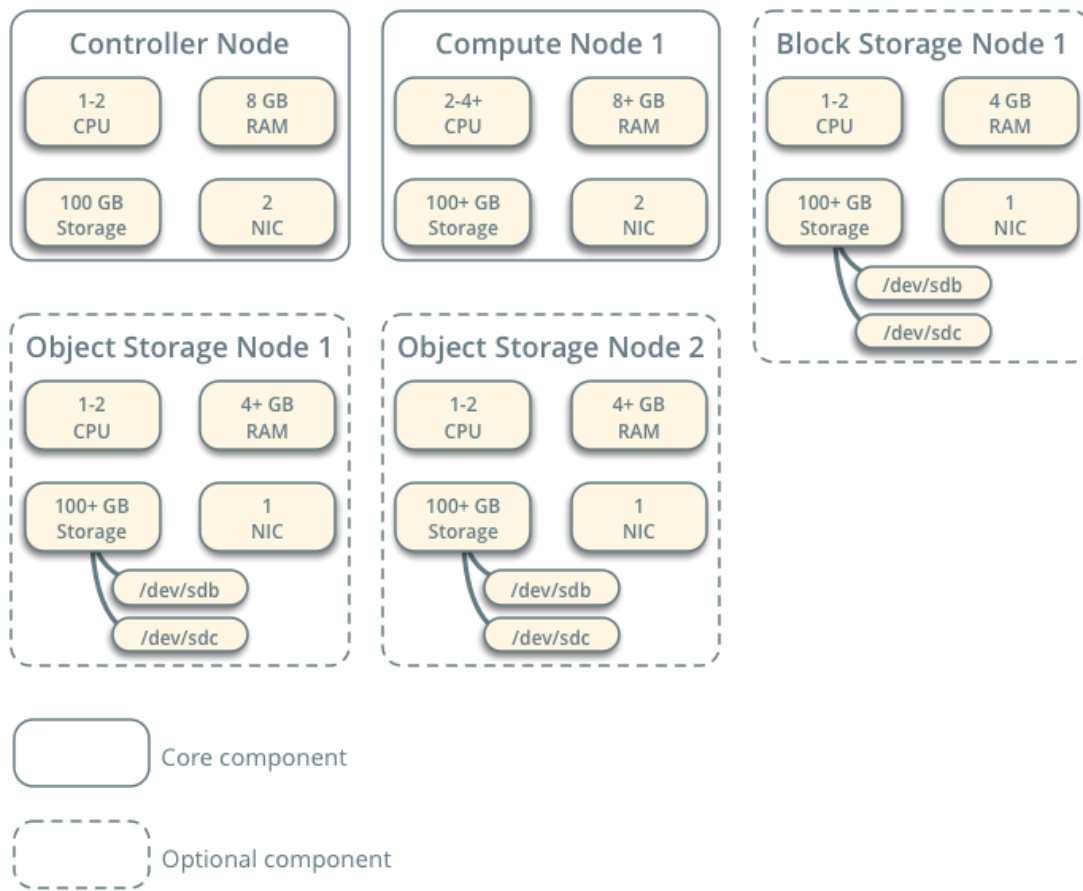 Controller Node
1-2
CPU
8 GB
RAM
100 GB
Storage
2
NIC
Compute Node 1
2-4+
CPU
8+ GB
RAM
100+ GB
Storage
2
NIC
Block Storage Node 1
1-2
CPU
4 GB
RAM
100+ GB
Storage
1
NIC
/dev/sdb
/dev/sdc
Object Storage Node 1
1-2
CPU
4+ GB
RAM
100+ GB
Storage
1
NIC
/dev/sdb
/dev/sdc
Object Storage Node 2
1-2
CPU
4+ GB
RAM
100+ GB
Storage
1
NIC
/dev/sdb
/dev/sdc
Core component
Optional component